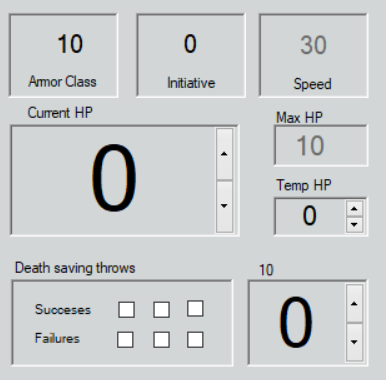 10 0 30
Armor Class Initiative Speed
Current HP Max HP
0 10
Temp HP
0
Death saving throws 10
Succeses 0
Failures